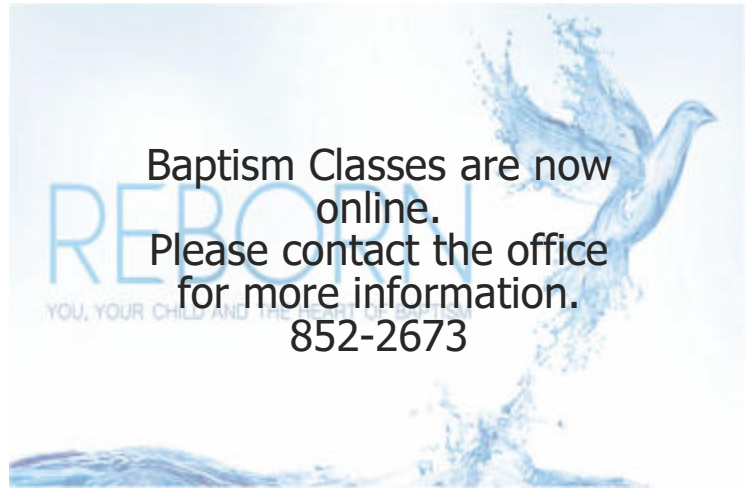 Baptism Classes are now
online.
REBORN
Please contact the office
for more information.
YOU, YOUR CHILD AND THE HEART OF BAPTISM
852-2673